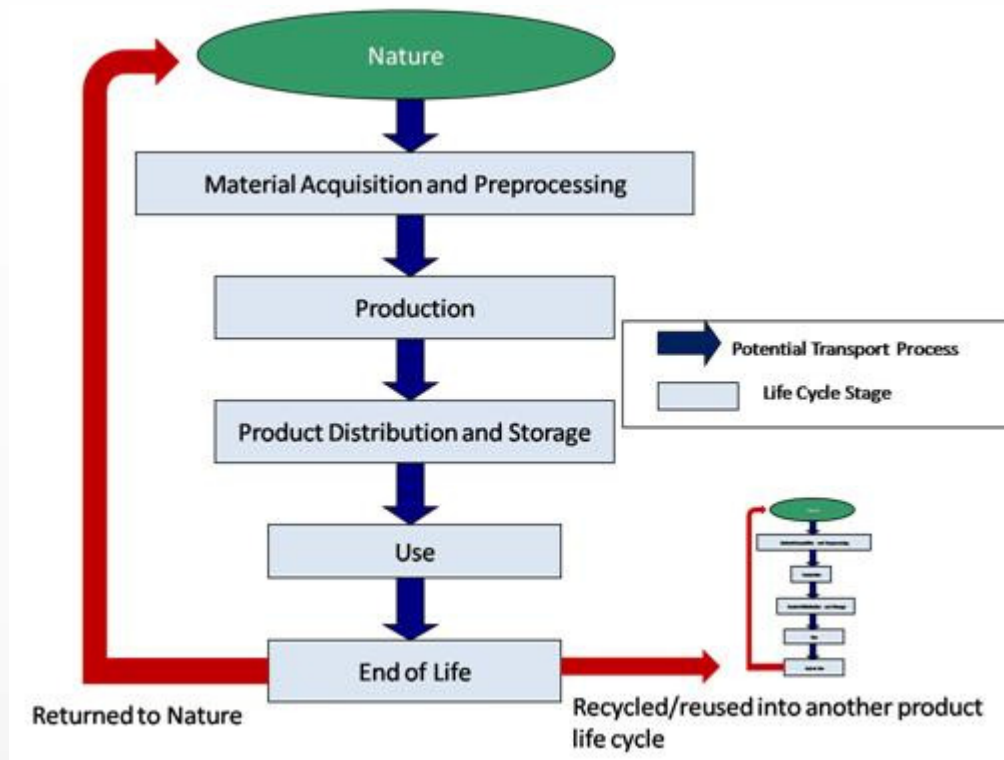 Nature
Material Acquisition and Preprocessing
Production
Potential Transport Process
Life Cycle Stage
Product Distribution and Storage
Use
End of Life
Returned to Nature
Recycled/reused into another product
life cycle